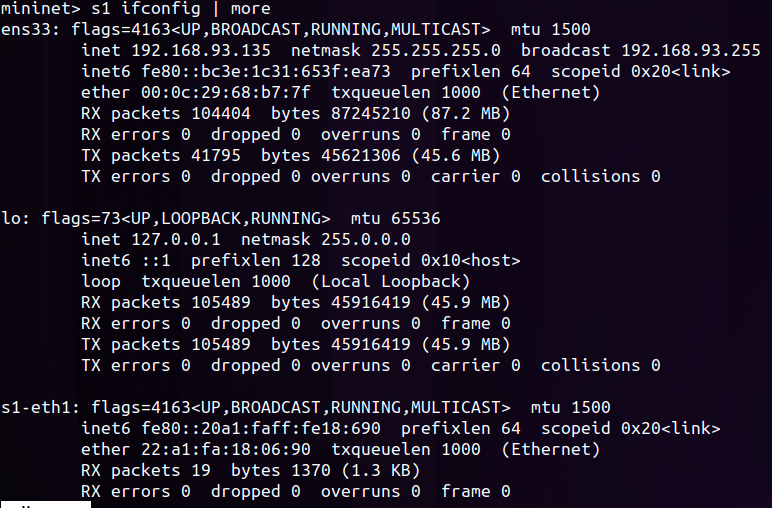 mininet> s1 ifconfig | more
ens33: flags=4163<UP,BROADCAST,RUNNING,MULTICAST>  mtu 1500
        inet 192.168.93.135  netmask 255.255.255.0  broadcast 192.168.93.255
        inet6 fe80::bc3e:1c31:653f:ea73  prefixlen 64  scopeid 0x20<link>
        ether 00:0c:29:68:b7:7f  txqueuelen 1000  (Ethernet)
        RX packets 104404  bytes 87245210 (87.2 MB)
        RX errors 0  dropped 0  overruns 0  frame 0
        TX packets 41795  bytes 45621306 (45.6 MB)
        TX errors 0  dropped 0 overruns 0  carrier 0  collisions 0

lo: flags=73<UP,LOOPBACK,RUNNING>  mtu 65536
        inet 127.0.0.1  netmask 255.0.0.0
        inet6 ::1  prefixlen 128  scopeid 0x10<host>
        loop  txqueuelen 1000  (Local Loopback)
        RX packets 105489  bytes 45916419 (45.9 MB)
        RX errors 0  dropped 0  overruns 0  frame 0
        TX packets 105489  bytes 45916419 (45.9 MB)
        TX errors 0  dropped 0 overruns 0  carrier 0  collisions 0

s1-eth1: flags=4163<UP,BROADCAST,RUNNING,MULTICAST>  mtu 1500
        inet6 fe80::20a1:faff:fe18:690  prefixlen 64  scopeid 0x20<link>
        ether 22:a1:fa:18:06:90  txqueuelen 1000  (Ethernet)
        RX packets 19  bytes 1370 (1.3 KB)
        RX errors 0  dropped 0  overruns 0  frame 0